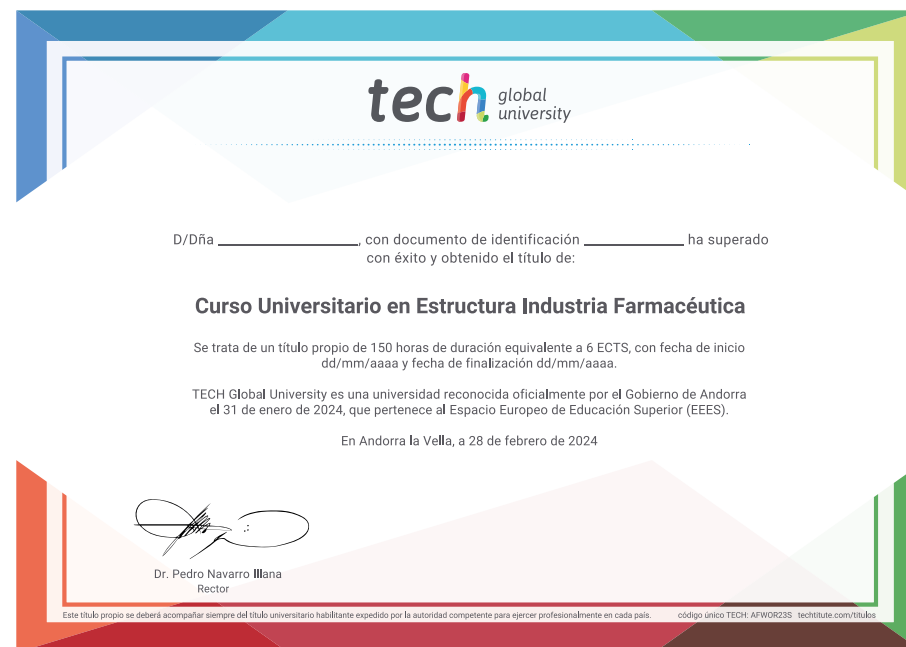 tech global university
D/Dña ______________, con documento de identificación __________ ha superado
con éxito y obtenido el título de:
Curso Universitario en Estructura Industria Farmacéutica
Se trata de un título propio de 150 horas de duración equivalente a 6 ECTS, con fecha de inicio
dd/mm/aaaa y fecha de finalización dd/mm/aaaa.
TECH Global University es una universidad reconocida oficialmente por el Gobierno de Andorra
el 31 de enero de 2024, que pertenece al Espacio Europeo de Educación Superior (EEES).
En Andorra la Vella, a 28 de febrero de 2024
Dr. Pedro Navarro Illana
Rector
Este título propio se deberá acompañar siempre del título universitario habilitante expedido por la autoridad competente para ejercer profesionalmente en cada país. código único TECH: AFWOR23S techtitute.com/titulos